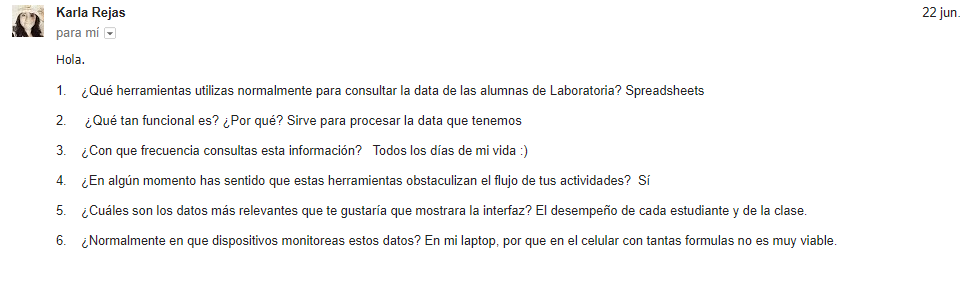 Karla Rejas 22 jun.
para mí
Hola.
1. ¿Qué herramientas utilizas normalmente para consultar la data de las alumnas de Laboratoria? Spreadsheets
2. ¿Qué tan funcional es? ¿Por qué? Sirve para procesar la data que tenemos
3. ¿Con que frecuencia consultas esta información? Todos los días de mi vida :)
4. ¿En algún momento has sentido que estas herramientas obstaculizan el flujo de tus actividades? Sí
5. ¿Cuáles son los datos más relevantes que te gustaría que mostrara la interfaz? El desempeño de cada estudiante y de la clase.
6. ¿Normalmente en que dispositivos monitoreas estos datos? En mi laptop, por que en el celular con tantas formulas no es muy viable.